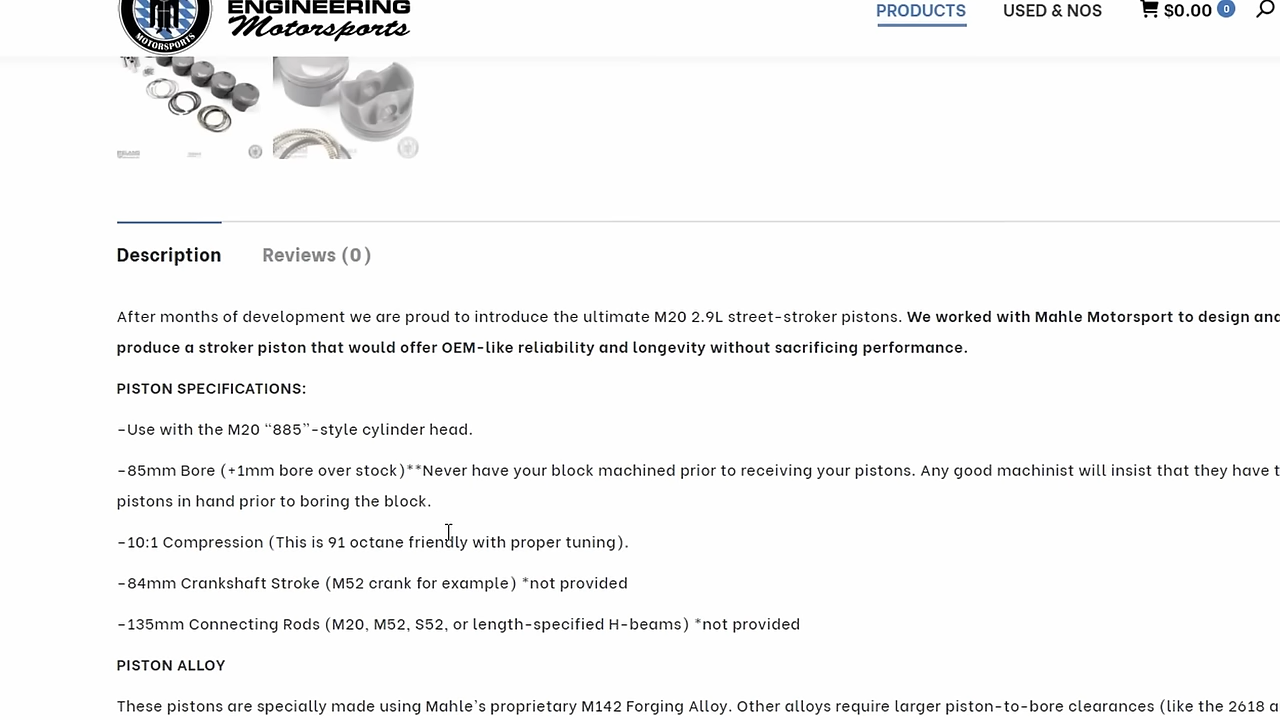 ENGINEERING
Motorsports
MOTORSPORTS
PRODUCTS
USED & NOS
$0.00 0
Description
Reviews (0)
After months of development we are proud to introduce the ultimate M20 2.9L street-stroker pistons. We worked with Mahle Motorsport to design and
produce a stroker piston that would offer OEM-like reliability and longevity without sacrificing performance.
PISTON SPECIFICATIONS:
-Use with the M20 “885”-style cylinder head.
-85mm Bore (+1mm bore over stock)**Never have your block machined prior to receiving your pistons. Any good machinist will insist that they have t
pistons in hand prior to boring the block.
-10:1 Compression (This is 91 octane friendly with proper tuning).
-84mm Crankshaft Stroke (M52 crank for example) *not provided
-135mm Connecting Rods (M20, M52, S52, or length-specified H-beams) *not provided
PISTON ALLOY
These pistons are specially made using Mahle's proprietary M142 Forging Alloy. Other alloys require larger piston-to-bore clearances (like the 2618 a